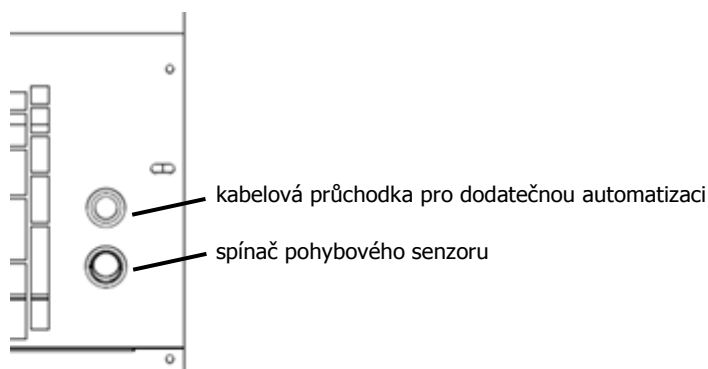 kabelová průchodka pro dodatečnou automatizaci
spínač pohybového senzoru